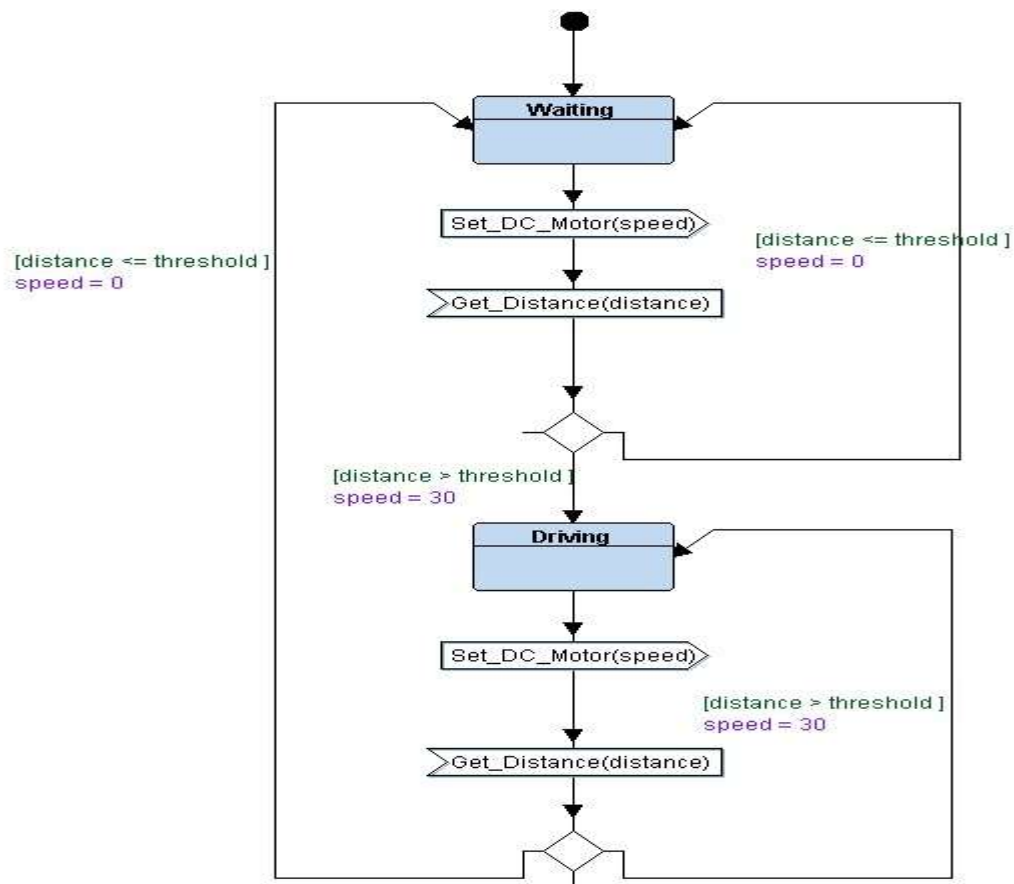 Waiting
Set_DC_Motor(speed)
[distance <= threshold ]
speed = 0
[distance <= threshold ]
speed = 0
Get_Distance(distance)
[distance > threshold ]
speed = 30
Driving
Set_DC_Motor(speed)
[distance > threshold ]
speed = 30
Get_Distance(distance)